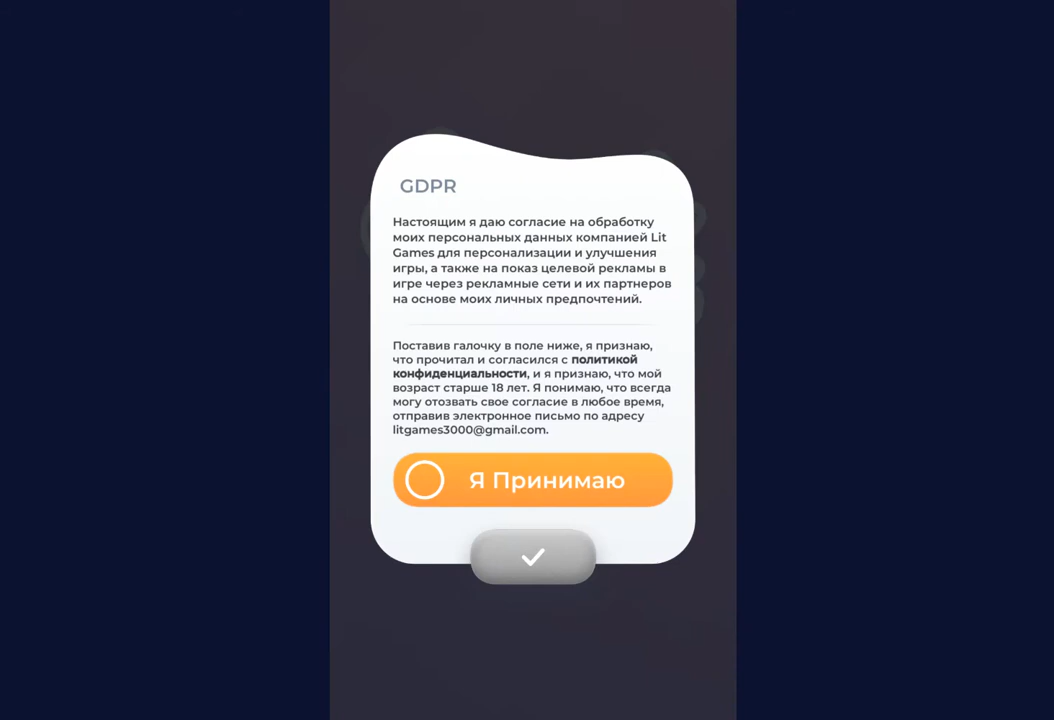 GDPR
Настоящим я даю согласие на обработку
моих персональных данных компанией Lit
Games для персонализации и улучшения
игры, а также на показ целевой рекламы в
игре через рекламные сети и их партнеров
на основе моих личных предпочтений.
Поставив галочку в поле ниже, я признаю,
что прочитал и согласился с политикой
конфиденциальности, и я признаю, что мой
возраст старше 18 лет. Я понимаю, что всегда
могу отозвать свое согласие в любое время,
отправив электронное письмо по адресу
litgames3000@gmail.com.
Я Принимаю